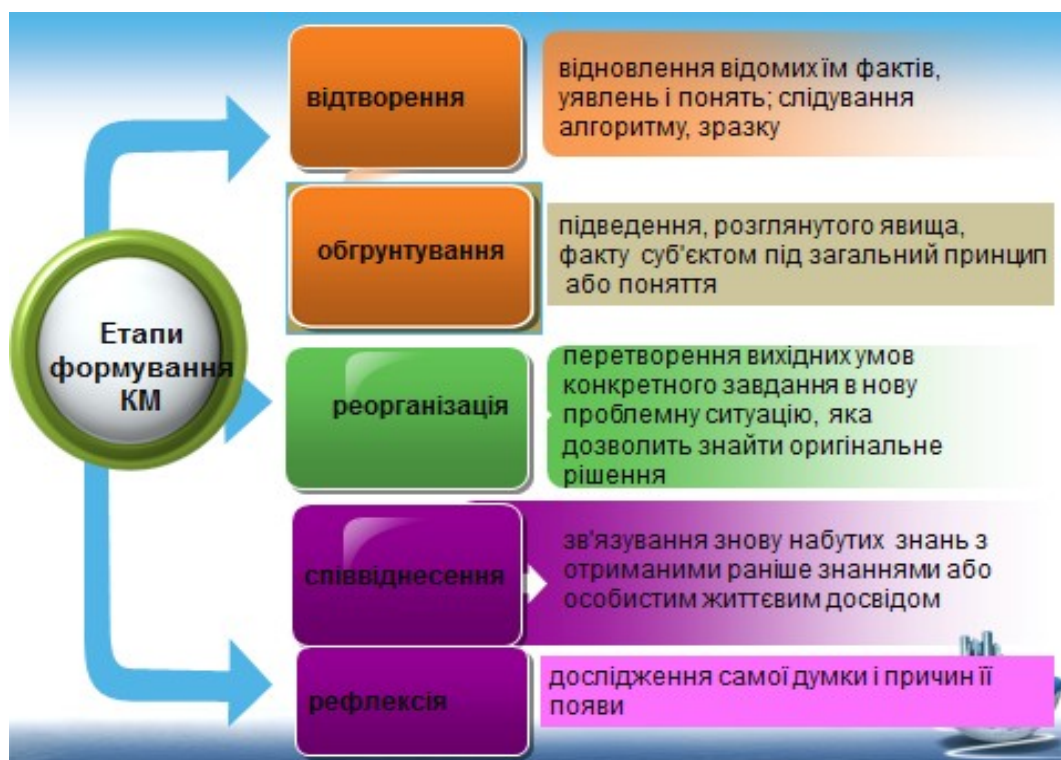 Етапи
формування
КМ
відтворення
відновлення відомих їм фактів,
уявлень і понять; слідування
алгоритму, зразку
обгрунтування
підведення, розглянутого явища,
факту суб'єктом під загальний принцип
або поняття
реорганізація
перетворення вихідних умов
конкретного завдання в нову
проблемну ситуацію, яка
дозволить знайти оригінальне
рішення
співвіднесення
зв'язування знову набутих знань з
отриманими раніше знаннями або
особистим життєвим досвідом
рефлексія
дослідження самої думки і причин її
появи